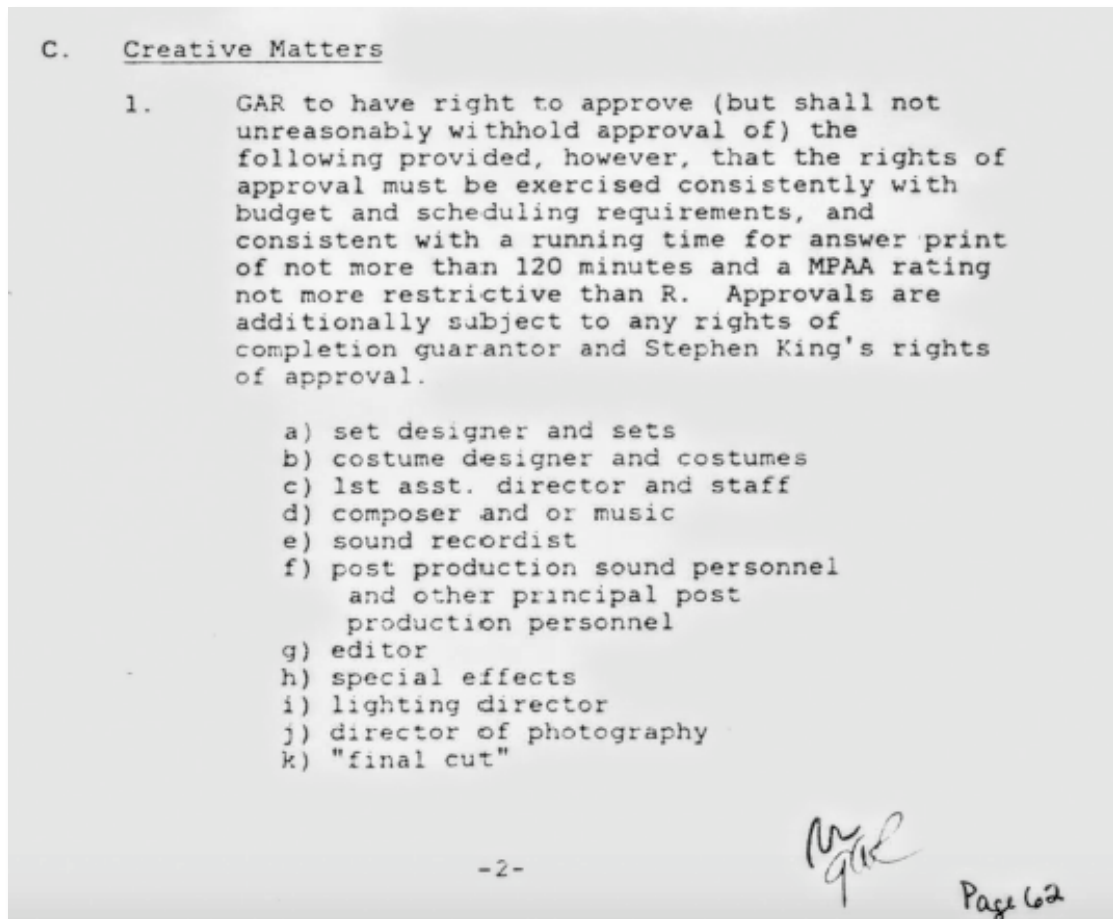 C. Creative Matters
1. GAR to have right to approve (but shall not
unreasonably withhold approval of) the
following provided, however, that the rights of
approval must be exercised consistently with
budget and scheduling requirements, and
consistent with a running time for answer print
of not more than 120 minutes and a MPAA rating
not more restrictive than R. Approvals are
additionally subject to any rights of
completion guarantor and Stephen King's rights
of approval.
a) set designer and sets
b) costume designer and costumes
c) 1st asst. director and staff
d) composer and or music
e) sound recordist
f) post production sound personnel
and other principal post
production personnel
g) editor
h) special effects
i) lighting director
j) director of photography
k) "final cut"
-2-
Page 62